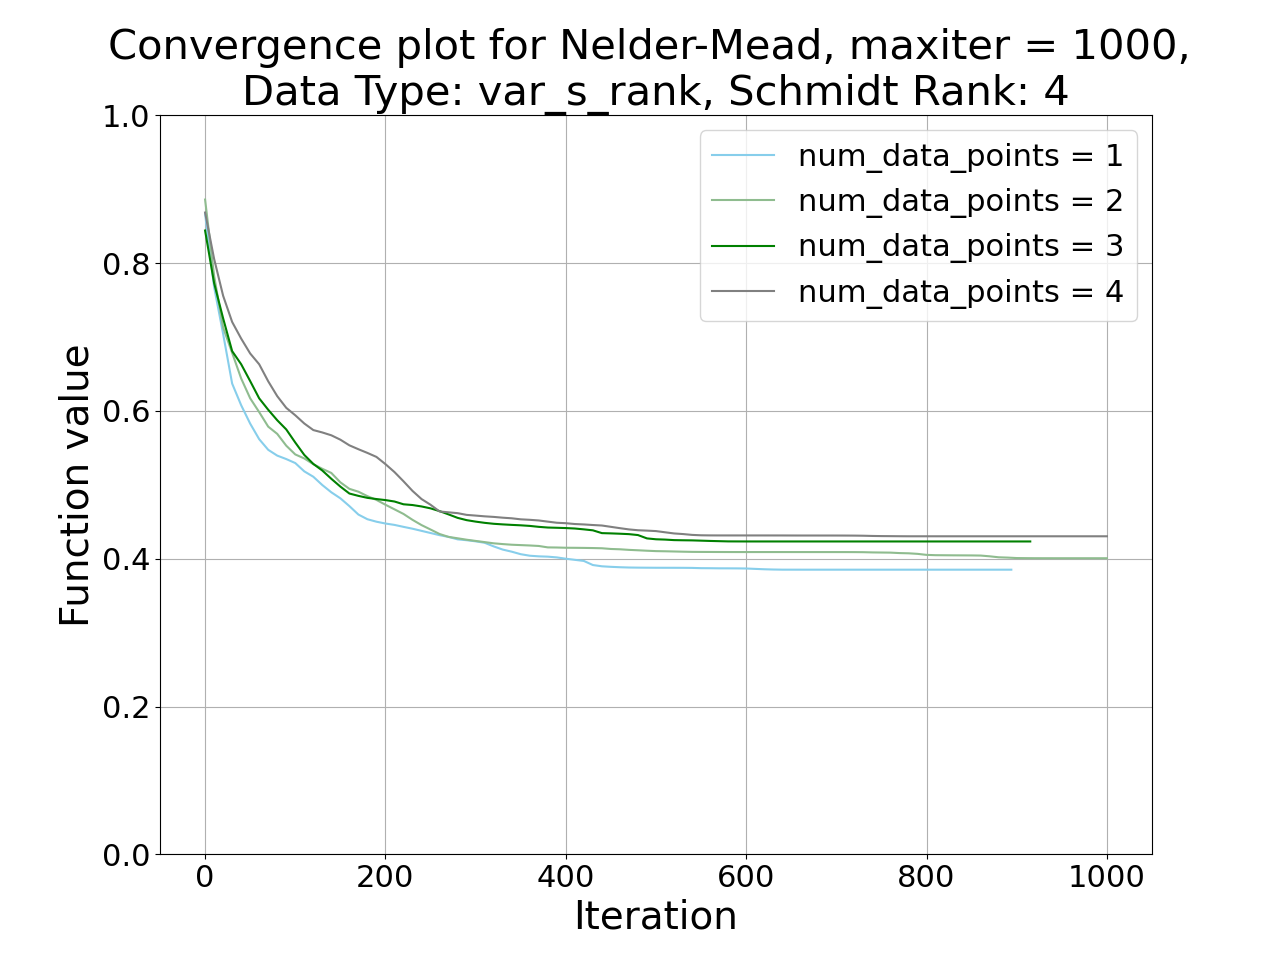 Convergence plot for Nelder-Mead, maxiter = 1000,
Data Type: var_s_rank, Schmidt Rank: 4
1.0
0.8
0.6
0.4
0.2
0.0
Function value
num_data_points = 1
num_data_points = 2
num_data_points = 3
num_data_points = 4
0 200 400 600 800 1000
Iteration